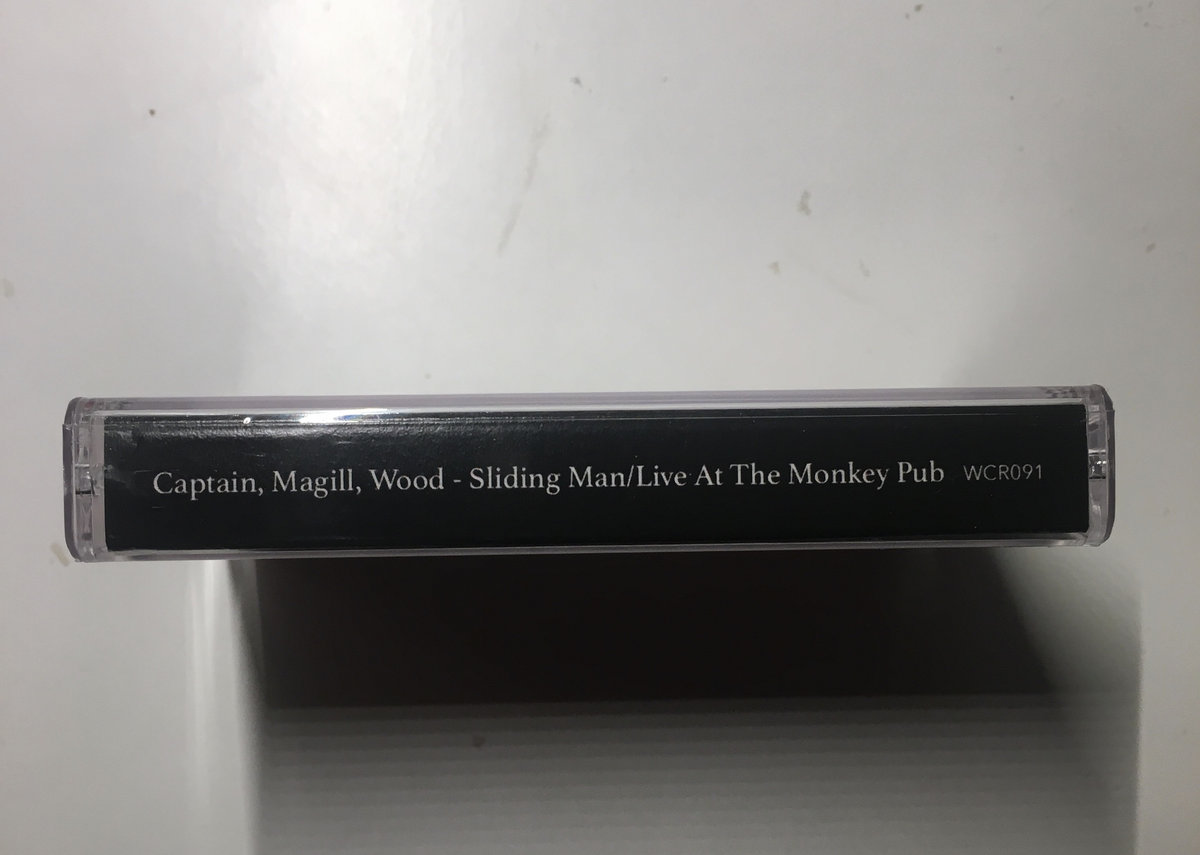 Captain, Magill, Wood - Sliding Man/Live At The Monkey Pub WCR091